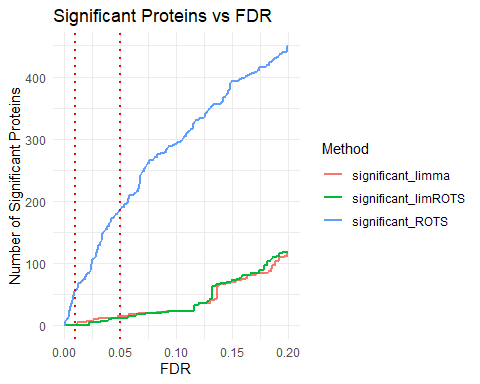 Significant Proteins vs FDR
Number of Significant Proteins
400
300
200
100
0
0.00 0.05 0.10 0.15 0.20
FDR
Method
significant_limma
significant_limROTS
significant_ROTS